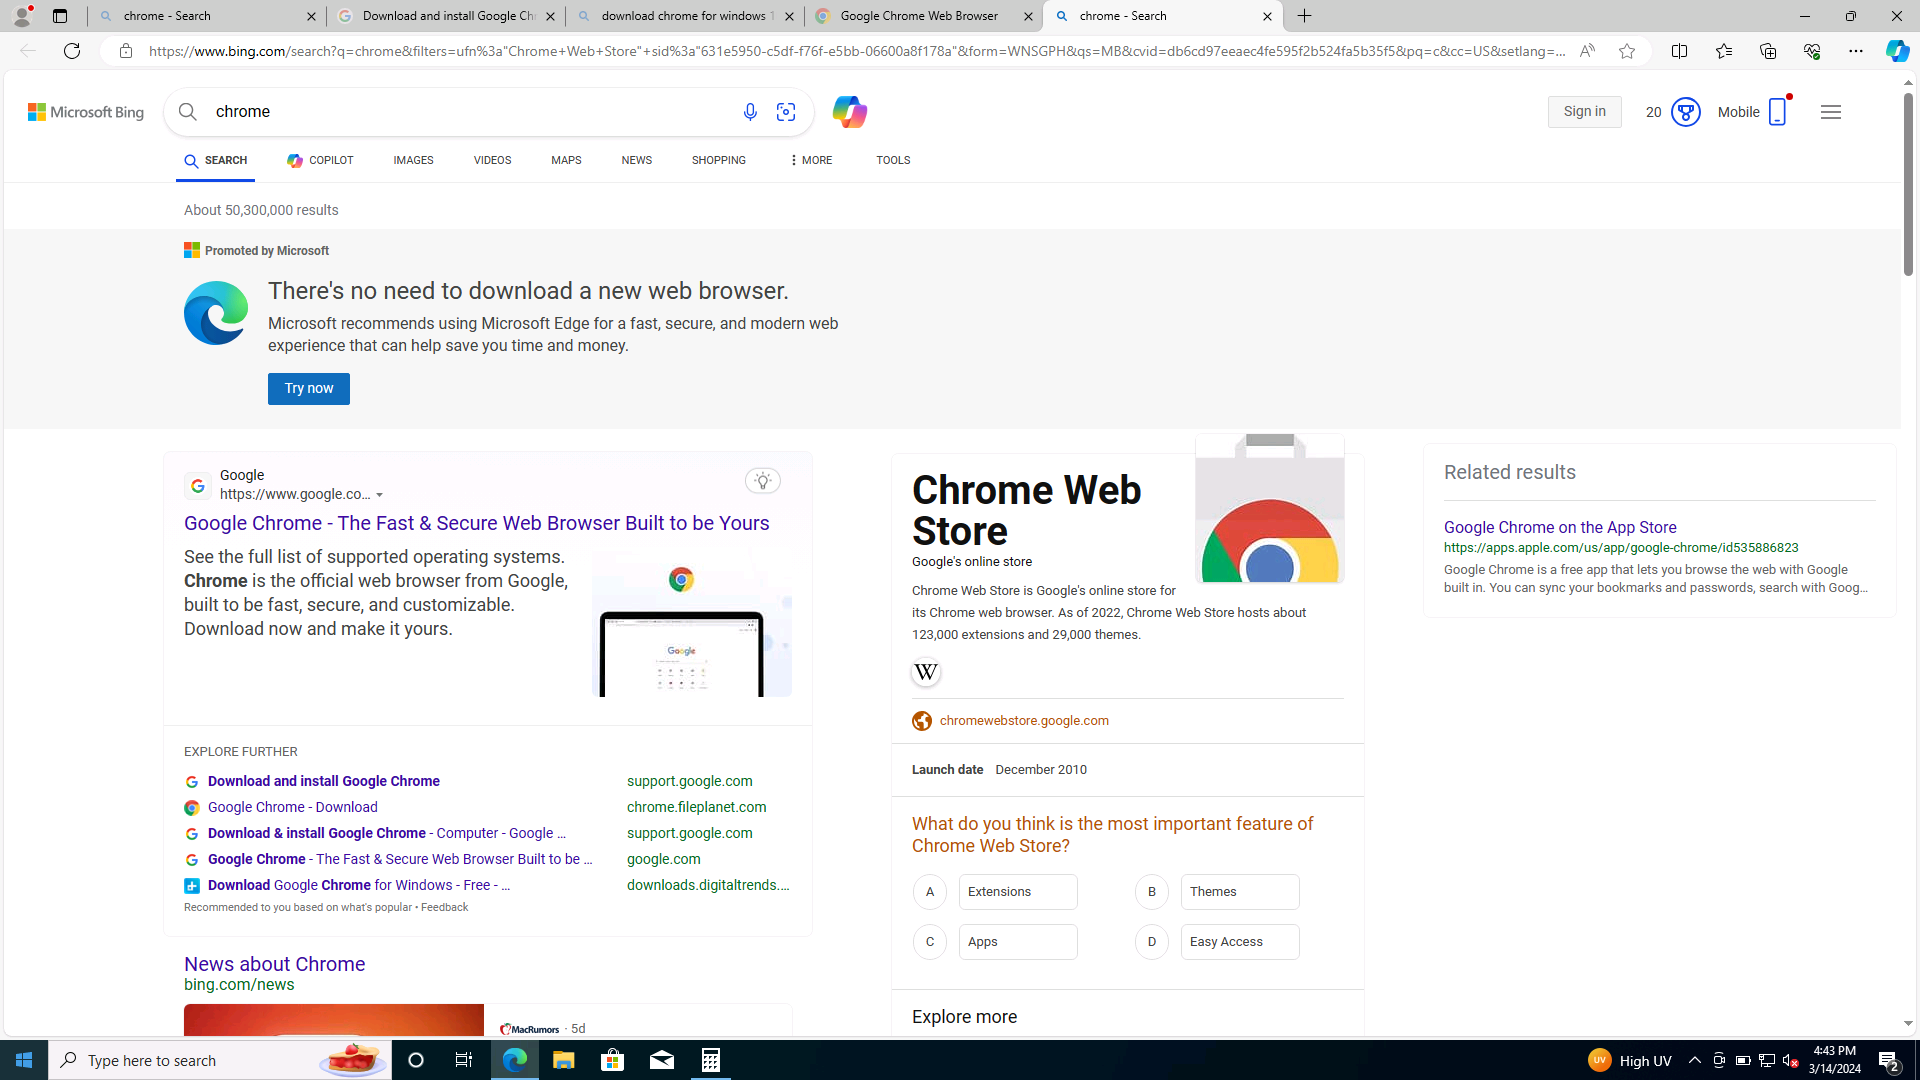 chrome - Search
Download and install Google Ch
download chrome for windows 1
Google Chrome Web Browser
chrome - Search
https://www.bing.com/search?q=chrome&filters=ufn%3a"Chrome+Web+Store"+sid%3a"631e5950-c5df-f76f-e5bb-06600a8f178a"&form=WNSGPH&qs=MB&cvid=db6cd97eeaec4fe595f2b524fa5b35f5&pq=c&cc=US&setlang=...
Microsoft Bing
chrome
Sign in
20
Mobile
SEARCH
COPILOT
IMAGES
VIDEOS
MAPS
NEWS
SHOPPING
MORE
TOOLS
About 50,300,000 results
Promoted by Microsoft
There's no need to download a new web browser.
Microsoft recommends using Microsoft Edge for a fast, secure, and modern web
experience that can help save you time and money.
Try now
Google
https://www.google.co...
Google Chrome - The Fast & Secure Web Browser Built to be Yours
See the full list of supported operating systems.
Chrome is the official web browser from Google,
built to be fast, secure, and customizable.
Download now and make it yours.
Google
EXPLORE FURTHER
Download and install Google Chrome
support.google.com
Google Chrome - Download
chrome.fileplanet.com
Download & install Google Chrome - Computer - Google ...
support.google.com
Google Chrome - The Fast & Secure Web Browser Built to be ...
google.com
Download Google Chrome for Windows - Free - ...
downloads.digitaltrends....
Recommended to you based on what's popular • Feedback
News about Chrome
bing.com/news
MacRumors · 5d
Chrome Web
Store
Google's online store
Chrome Web Store is Google's online store for
its Chrome web browser. As of 2022, Chrome Web Store hosts about
123,000 extensions and 29,000 themes.
W
chromewebstore.google.com
Launch date December 2010
What do you think is the most important feature of
Chrome Web Store?
A Extensions
B Themes
C Apps
D Easy Access
Explore more
Related results
Google Chrome on the App Store
https://apps.apple.com/us/app/google-chrome/id535886823
Google Chrome is a free app that lets you browse the web with Google
built in. You can sync your bookmarks and passwords, search with Goog...
Type here to search
UV
High UV
4:43 PM
3/14/2024
2